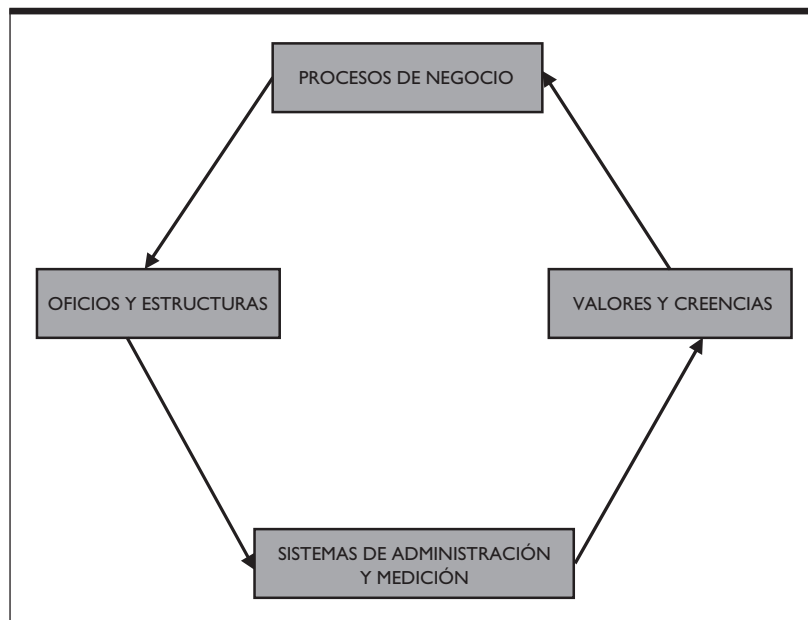 PROCESOS DE NEGOCIO
OFICIOS Y ESTRUCTURAS
VALORES Y CREENCIAS
SISTEMAS DE ADMINISTRACIÓN
Y MEDICIÓN